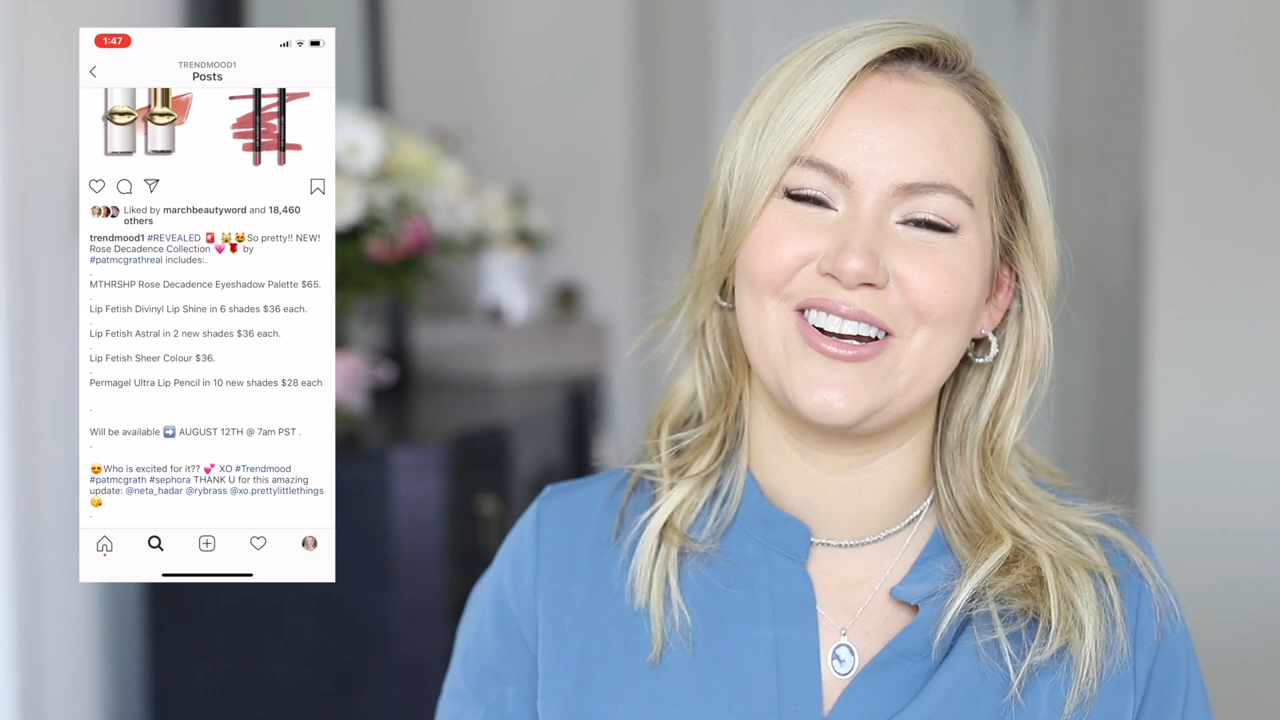 1:47
TRENDMOOD1
Posts
Liked by marchbeautyword and 18,460
others
trendmood1 #REVEALED 🚨 🙀😻So pretty!! NEW!
Rose Decadence Collection 💗🌹 by
#patmcgrathreal includes:.
.
MTHRSHP Rose Decadence Eyeshadow Palette $65.
.
Lip Fetish Divinyl Lip Shine in 6 shades $36 each.
.
Lip Fetish Astral in 2 new shades $36 each.
.
Lip Fetish Sheer Colour $36.
.
Permagel Ultra Lip Pencil in 10 new shades $28 each
.
Will be available ➡️ AUGUST 12TH @ 7am PST .
.
😍Who is excited for it?? 💕 XO #Trendmood
#patmcgrath #sephora THANK U for this amazing
update: @neta_hadar @rybrass @xo.prettylittlethings
😘
.